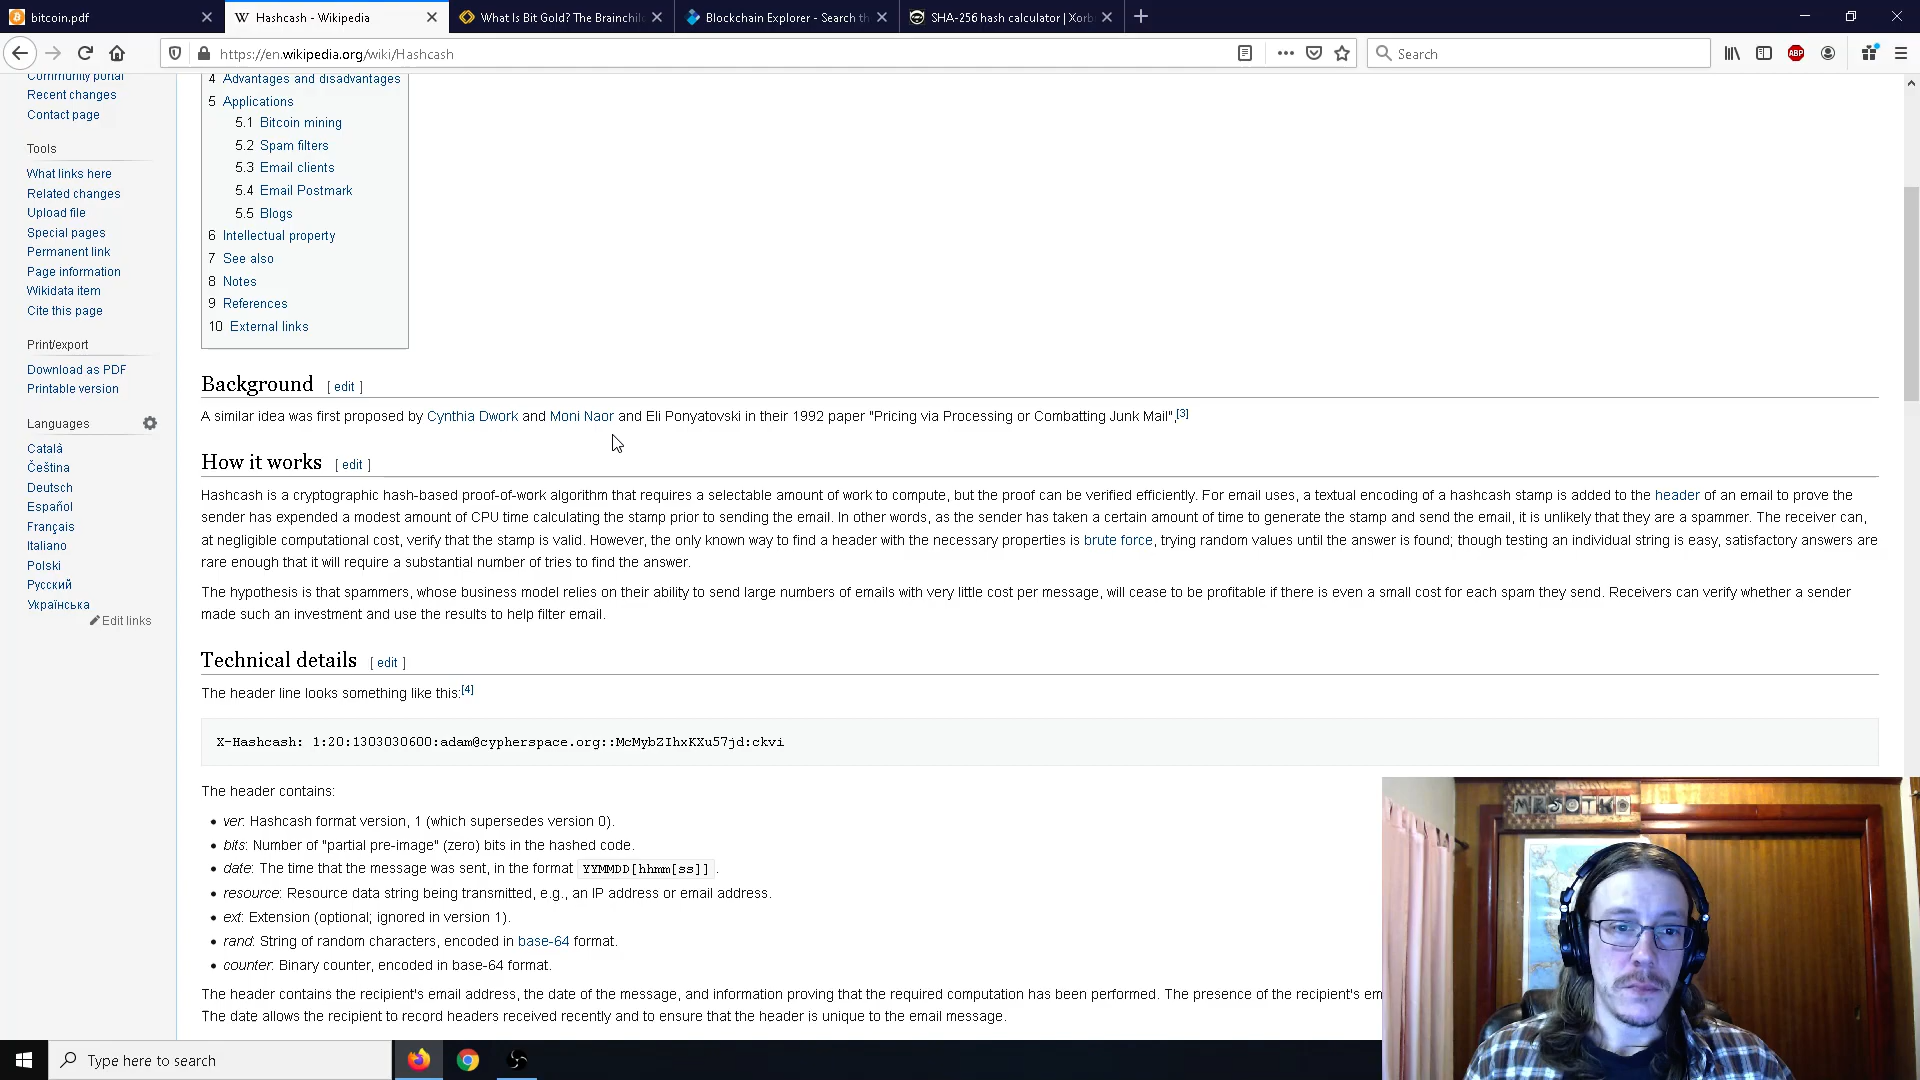 bitcoin.pdf
Hashcash - Wikipedia
What Is Bit Gold? The Brainchil
Blockchain Explorer - Search th
SHA-256 hash calculator | Xorb
https://en.wikipedia.org/wiki/Hashcash
Search
ABP
Community portal
Recent changes
Contact page
Tools
What links here
Related changes
Upload file
Special pages
Permanent link
Page information
Wikidata item
Cite this page
Print/export
Download as PDF
Printable version
Languages
Català
Čeština
Deutsch
Español
Français
Italiano
Polski
Русский
Українська
Edit links
4 Advantages and disadvantages
5 Applications
5.1 Bitcoin mining
5.2 Spam filters
5.3 Email clients
5.4 Email Postmark
5.5 Blogs
6 Intellectual property
7 See also
8 Notes
9 References
10 External links
Background [ edit ]
A similar idea was first proposed by Cynthia Dwork and Moni Naor and Eli Ponyatovski in their 1992 paper "Pricing via Processing or Combatting Junk Mail",[3]
How it works [ edit ]
Hashcash is a cryptographic hash-based proof-of-work algorithm that requires a selectable amount of work to compute, but the proof can be verified efficiently. For email uses, a textual encoding of a hashcash stamp is added to the header of an email to prove the
sender has expended a modest amount of CPU time calculating the stamp prior to sending the email. In other words, as the sender has taken a certain amount of time to generate the stamp and send the email, it is unlikely that they are a spammer. The receiver can,
at negligible computational cost, verify that the stamp is valid. However, the only known way to find a header with the necessary properties is brute force, trying random values until the answer is found; though testing an individual string is easy, satisfactory answers are
rare enough that it will require a substantial number of tries to find the answer.
The hypothesis is that spammers, whose business model relies on their ability to send large numbers of emails with very little cost per message, will cease to be profitable if there is even a small cost for each spam they send. Receivers can verify whether a sender
made such an investment and use the results to help filter email.
Technical details [ edit ]
The header line looks something like this:[4]
X-Hashcash: 1:20:1303030600:adam@cypherspace.org::McMybZIhxKXu57jd:ckvi
The header contains:
ver: Hashcash format version, 1 (which supersedes version 0).
bits: Number of "partial pre-image" (zero) bits in the hashed code.
date: The time that the message was sent, in the format YYMMDD[hhmm[ss]].
resource: Resource data string being transmitted, e.g., an IP address or email address.
ext: Extension (optional; ignored in version 1).
rand: String of random characters, encoded in base-64 format.
counter: Binary counter, encoded in base-64 format.
The header contains the recipient's email address, the date of the message, and information proving that the required computation has been performed. The presence of the recipient's em
The date allows the recipient to record headers received recently and to ensure that the header is unique to the email message.
MRSOTKO
Type here to search